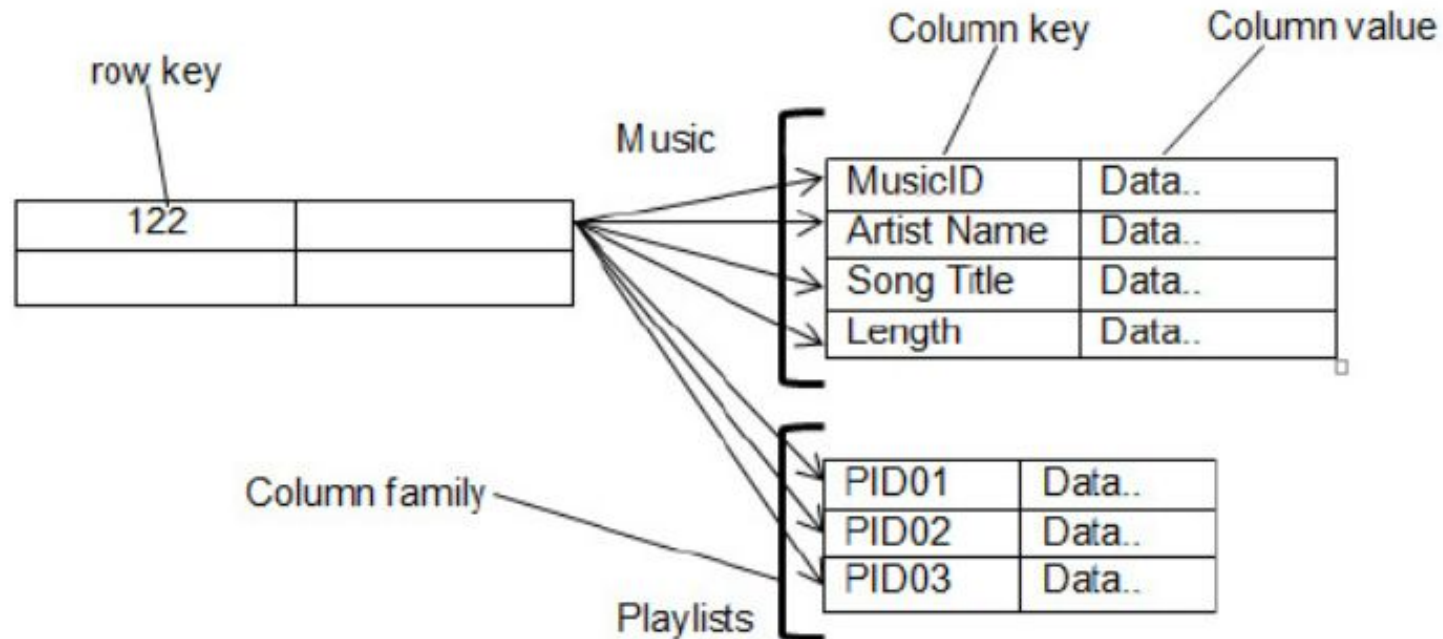 Column key Column value
row key
Music
MusicID Data..
122
Artist Name Data..
Song Title Data..
Length Data..
PID01 Data..
Column family
PID02 Data..
PID03 Data..
Playlists